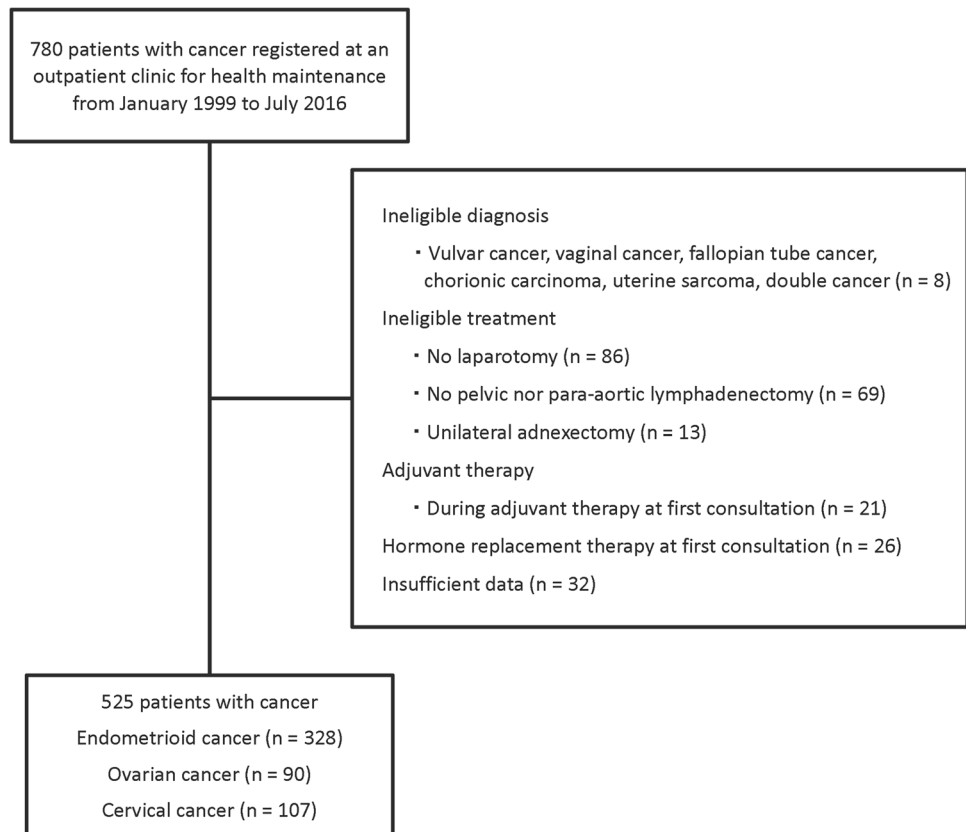 780 patients with cancer registered at an
outpatient clinic for health maintenance
from January 1999 to July 2016
Ineligible diagnosis
・Vulvar cancer, vaginal cancer, fallopian tube cancer,
chorionic carcinoma, uterine sarcoma, double cancer (n = 8)
Ineligible treatment
・No laparotomy (n = 86)
・No pelvic nor para-aortic lymphadenectomy (n = 69)
・Unilateral adnexectomy (n = 13)
Adjuvant therapy
・During adjuvant therapy at first consultation (n = 21)
Hormone replacement therapy at first consultation (n = 26)
Insufficient data (n = 32)
525 patients with cancer
Endometrioid cancer (n = 328)
Ovarian cancer (n = 90)
Cervical cancer (n = 107)